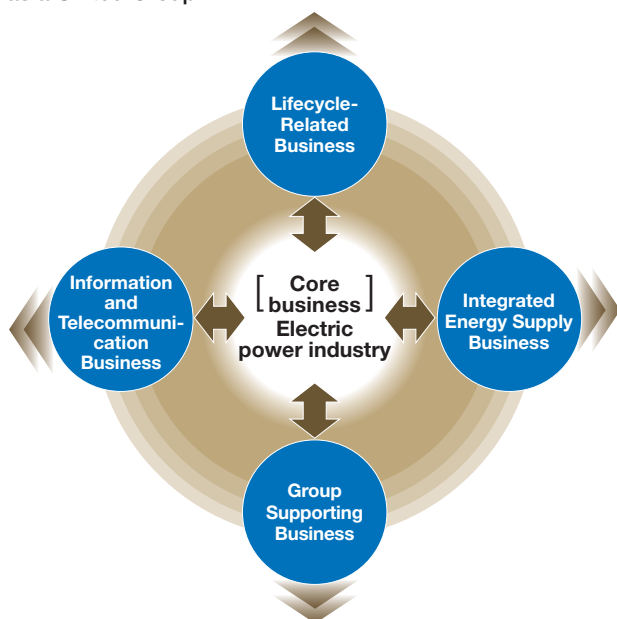 Lifecycle-
Related
Business
Information
and
Telecommuni-
cation
Business
[ Core
business ]
Electric
power industry
Integrated
Energy Supply
Business
Group
Supporting
Business